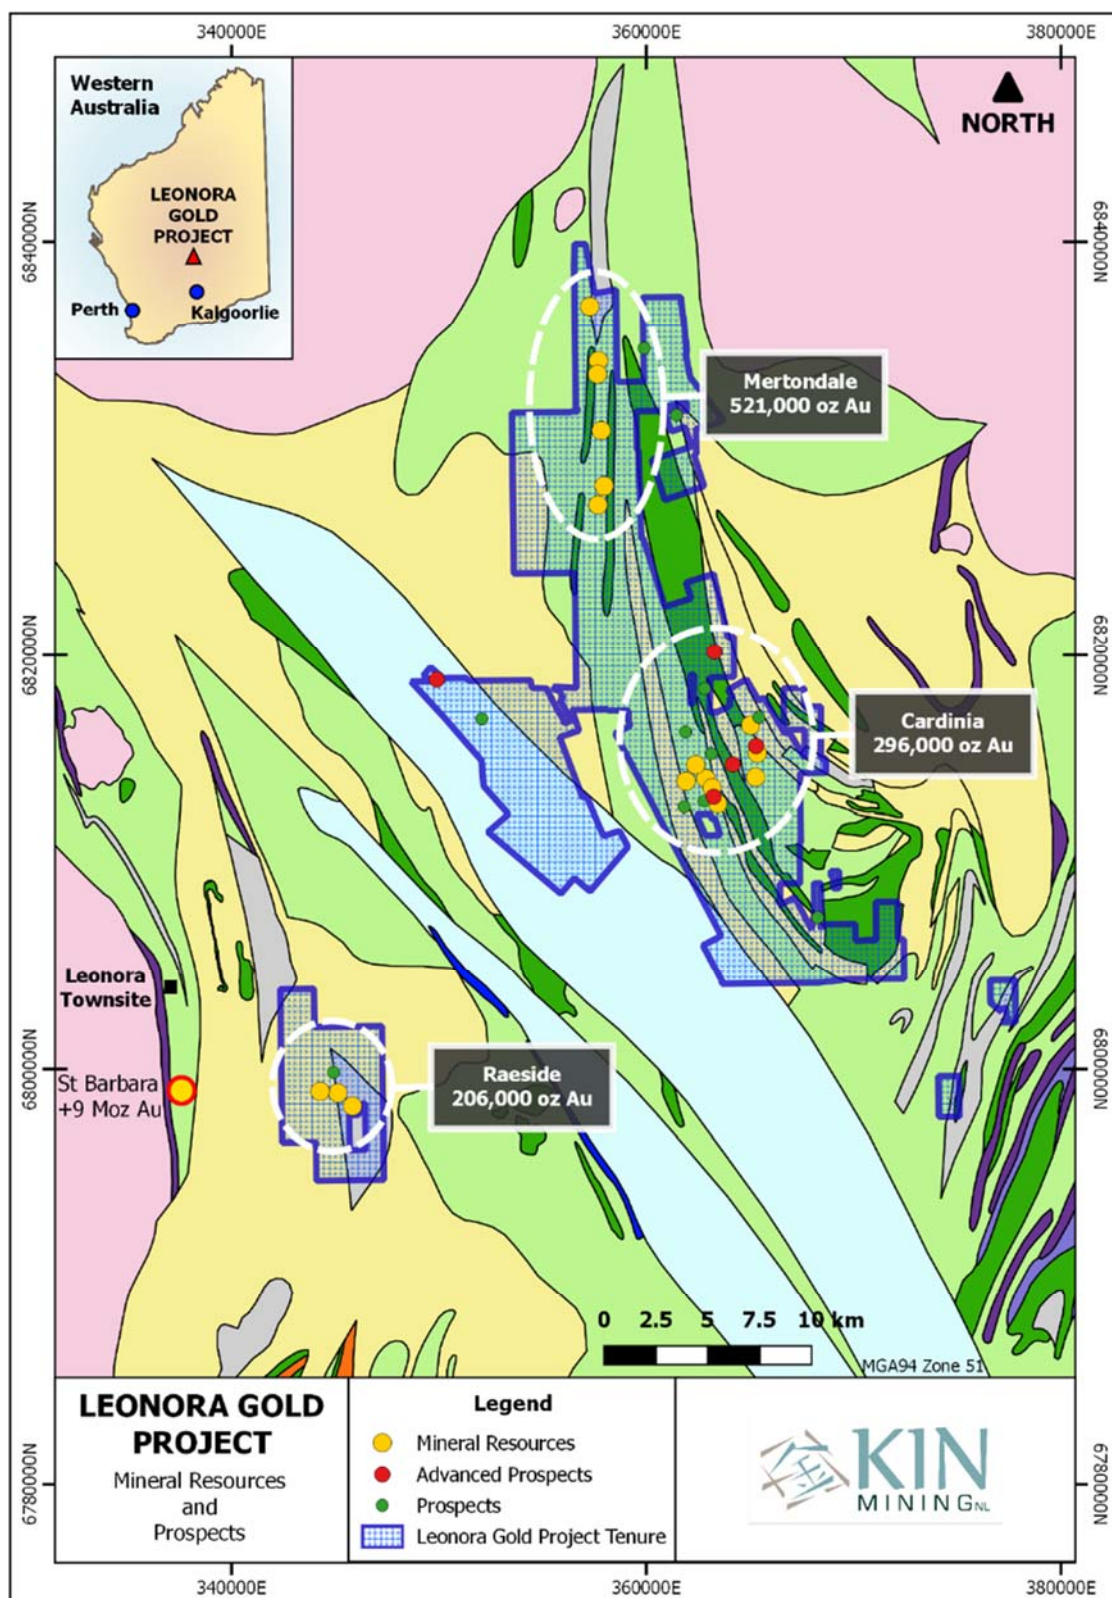 340000E
360000E
380000E
Western
Australia
NORTH
LEONORA
GOLD
PROJECT
Perth
Kalgoorlie
6840000N
6840000N
Mertondale
521,000 oz Au
6820000N
6820000N
Cardinia
296,000 oz Au
Leonora
Townsite
St Barbara
+9 Moz Au
6800000N
6800000N
Raeside
206,000 oz Au
0 2.5 5 7.5 10 km
MGA94 Zone 51
LEONORA GOLD
PROJECT
Mineral Resources
and
Prospects
Legend
Mineral Resources
Advanced Prospects
Prospects
Leonora Gold Project Tenure
KIN
MINING NL
6780000N
6780000N
340000E
360000E
380000E